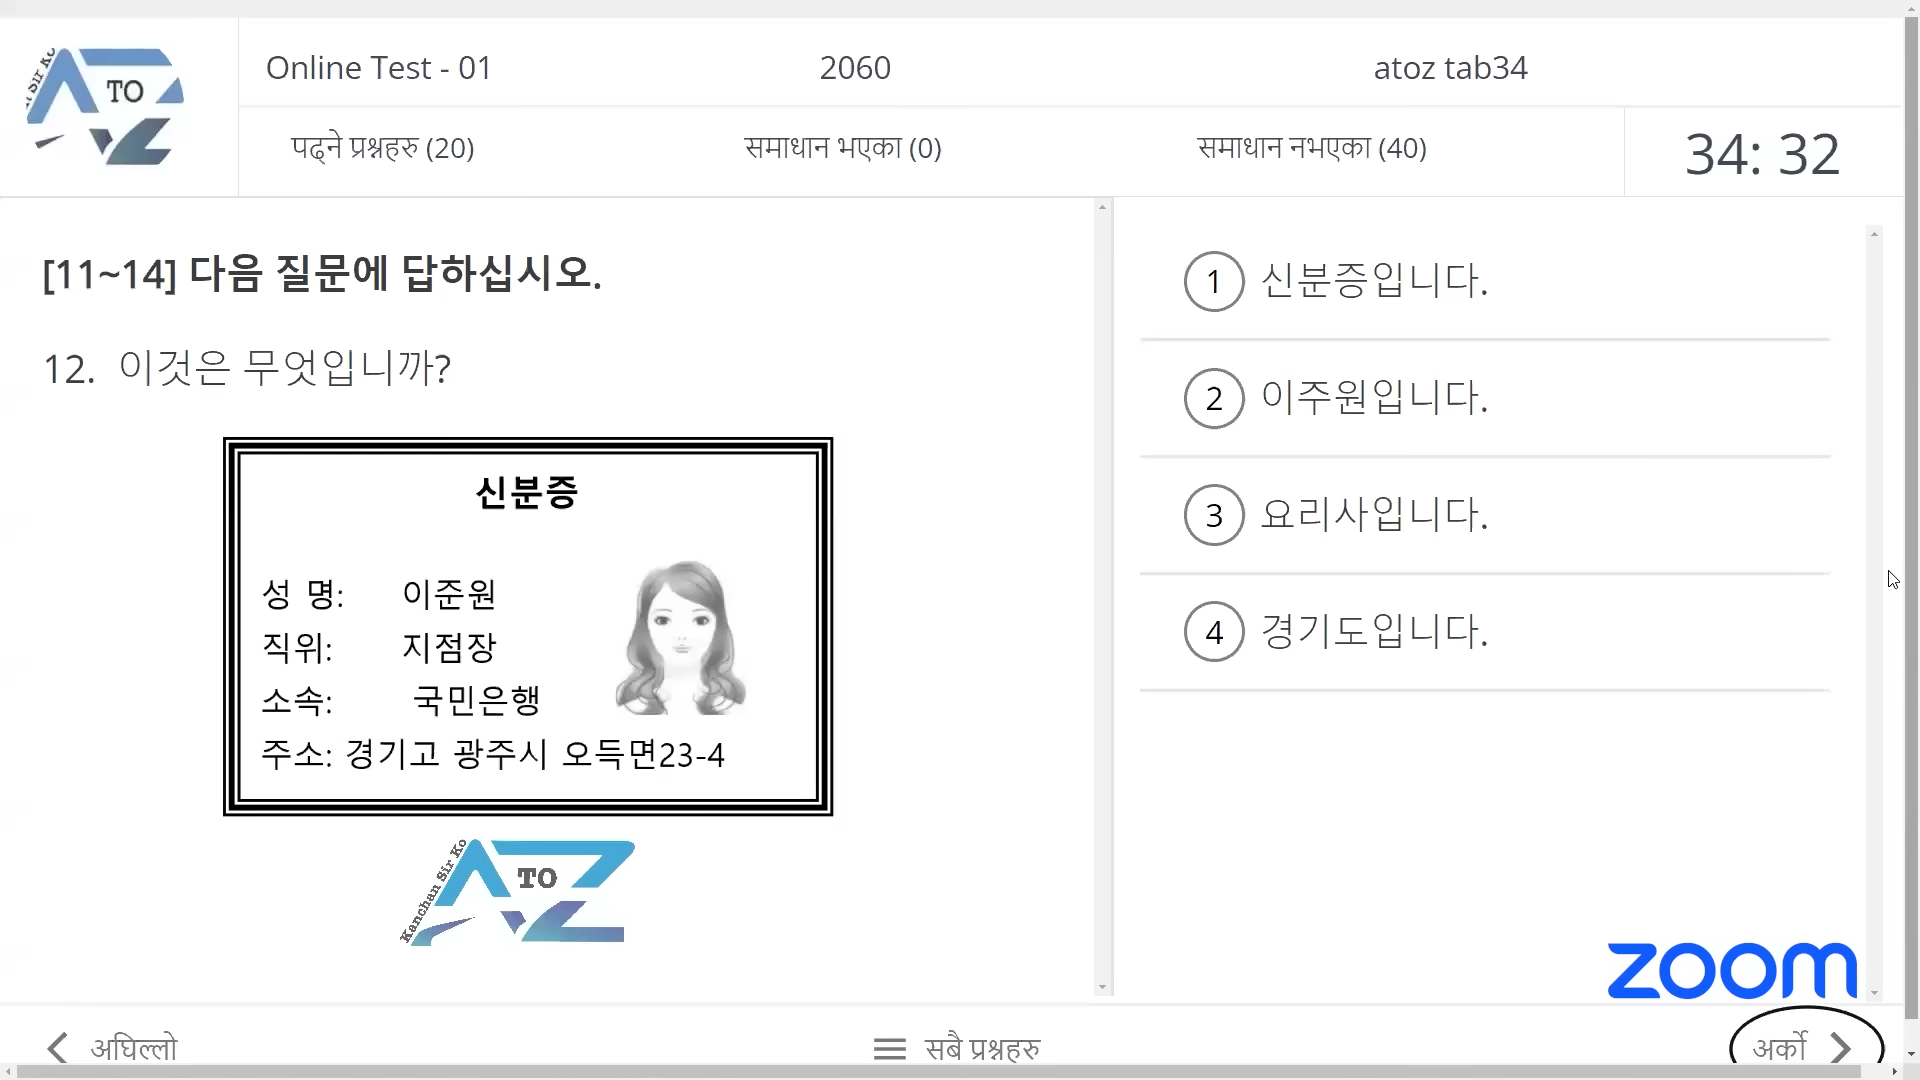 Online Test - 01 2060 atoz tab34
पढ्ने प्रश्नहरु (20) समाधान भएका (0) समाधान नभएका (40) 34: 32
Sir Ko
TO
[11~14] 다음 질문에 답하십시오.
12. 이것은 무엇입니까?
신분증
성 명: 이준원
직위: 지점장
소속: 국민은행
주소: 경기고 광주시 오득면23-4
Kanchan Sir Ko
A TO Z
1 신분증입니다.
2 이주원입니다.
3 요리사입니다.
4 경기도입니다.
zoom
अघिल्लो सबै प्रश्नहरु अर्को